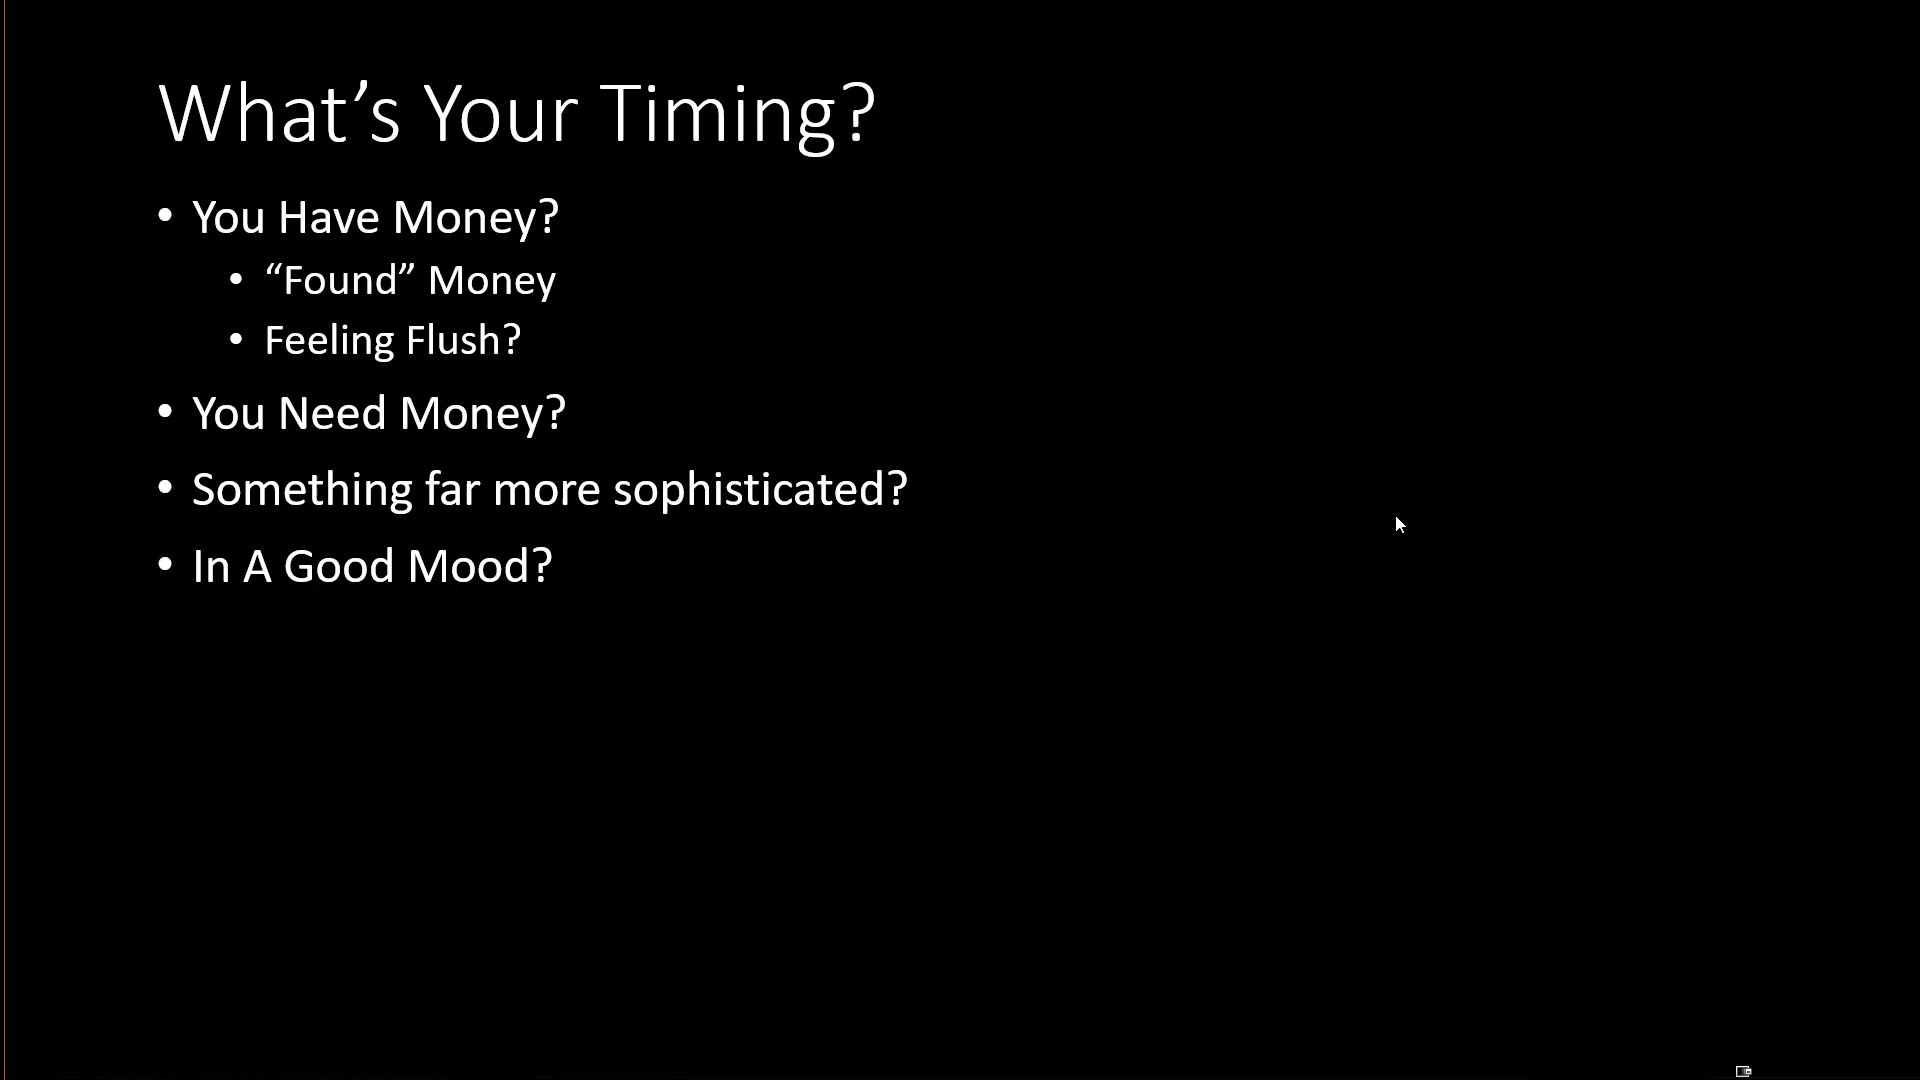 What’s Your Timing?
• You Have Money?
• “Found” Money
• Feeling Flush?
• You Need Money?
• Something far more sophisticated?
• In A Good Mood?